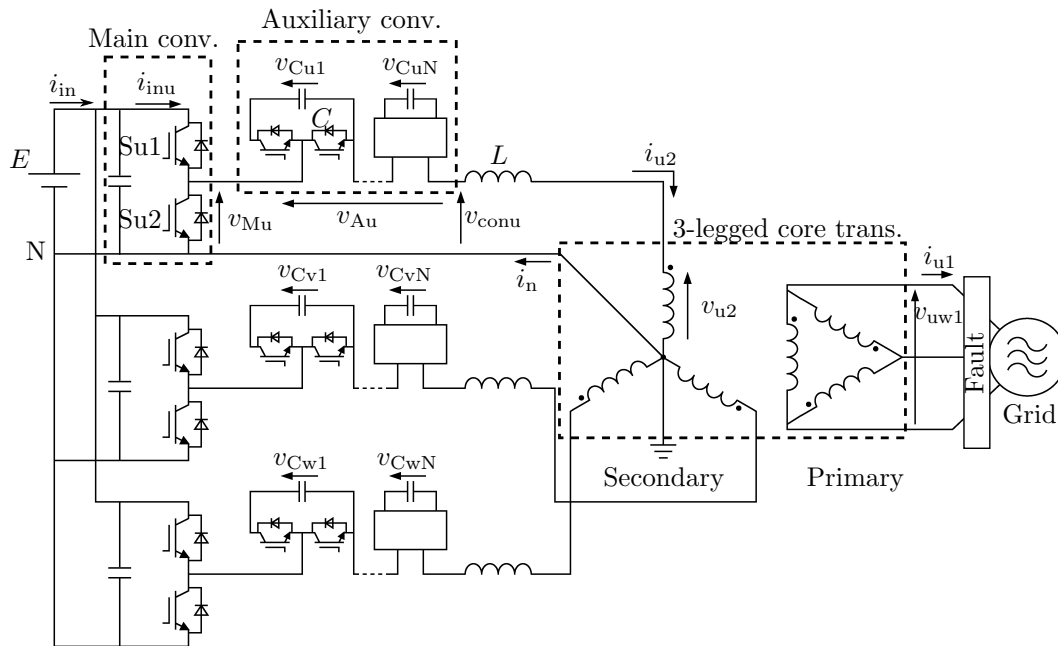 Auxiliary conv.
Main conv.
v_Cu1
v_CuN
i_in
i_inu
C
Su1
E
L
i_u2
Su2
v_Mu
v_Au
v_conu
3-legged core trans.
N
i_n
i_u1
v_Cv1
v_CvN
v_u2
v_uw1
Fault
Grid
v_Cw1
v_CwN
Secondary
Primary